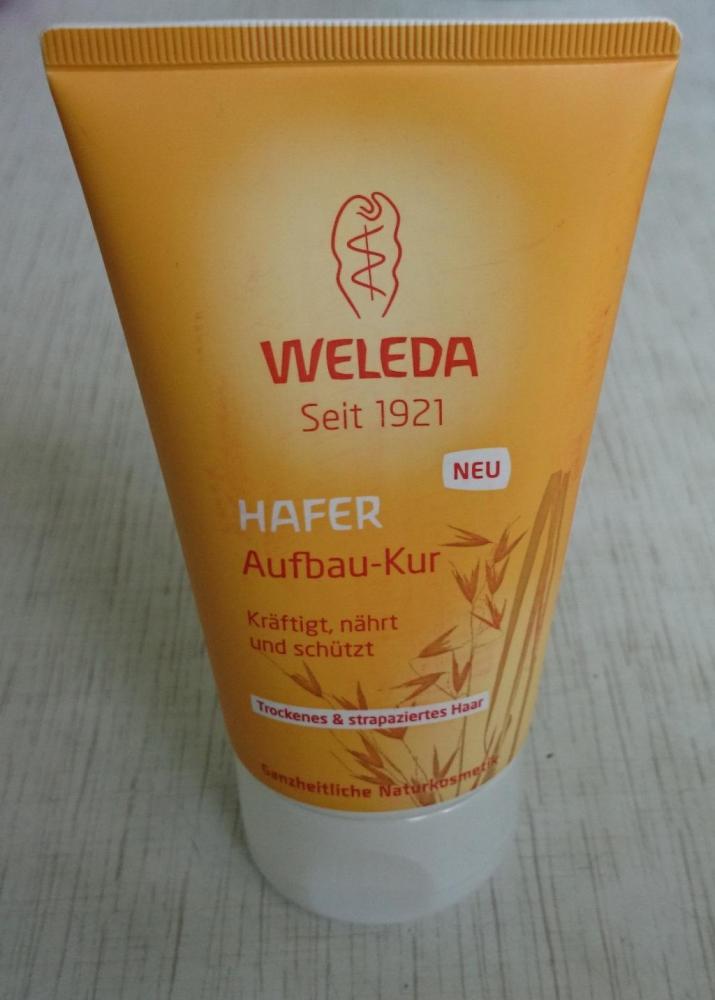 WELEDA
Seit 1921
NEU
HAFER
Aufbau-Kur
Kräftigt, nährt
und schützt
Trockenes & strapaziertes Haar
Ganzheitliche Naturkosmetik